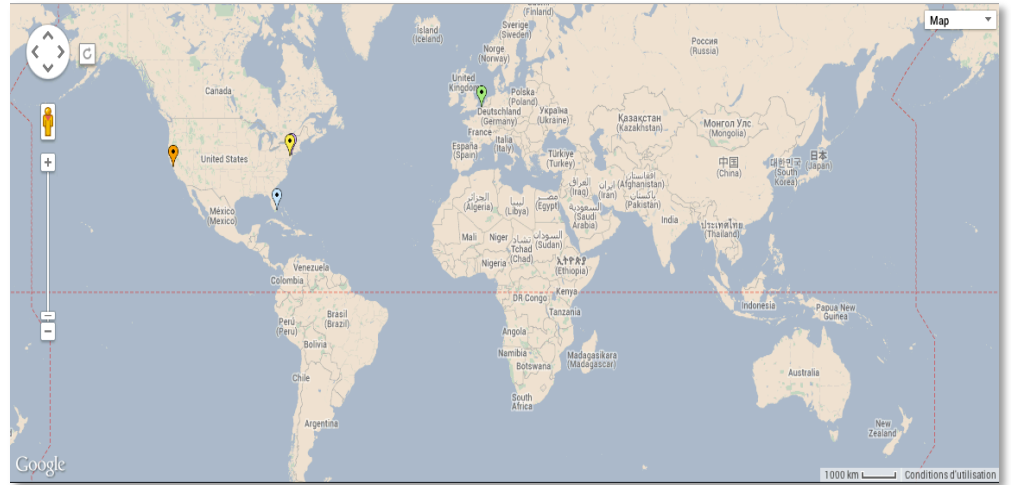 Suomi
(Finland)
Map
Ísland
(Iceland)
Sverige
(Sweden)
Norge
(Norway)
Россия
(Russia)
Canada
United
Kingdom
Polska
(Poland)
Deutschland
(Germany)
Україна
(Ukraine)
Қазақстан
(Kazakhstan)
Монгол Улс
(Mongolia)
France
Italia
(Italy)
España
(Spain)
Türkiye
(Turkey)
United States
中国
(China)
대한민국
(South
Korea)
日本
(Japan)
العراق
(Iraq)
ایران
(Iran)
افغانستان
(Afghanistan)
پاکستان
(Pakistan)
الجزائر
(Algeria)
ليبيا
(Libya)
مصر
(Egypt)
السعودية
(Saudi
Arabia)
México
(Mexico)
India
ประเทศไทย
(Thailand)
Mali
Niger
تشاد
Tchad
(Chad)
السودان
(Sudan)
Nigeria
ኢትዮጵያ
(Ethiopia)
Venezuela
Colombia
DR Congo
Kenya
Tanzania
Indonesia
Papua New
Guinea
Perú
(Peru)
Brasil
(Brazil)
Bolivia
Angola
Namibia
Botswana
Madagasikara
(Madagascar)
Chile
Australia
South
Africa
Argentina
New
Zealand
Google
1000 km
Conditions d'utilisation